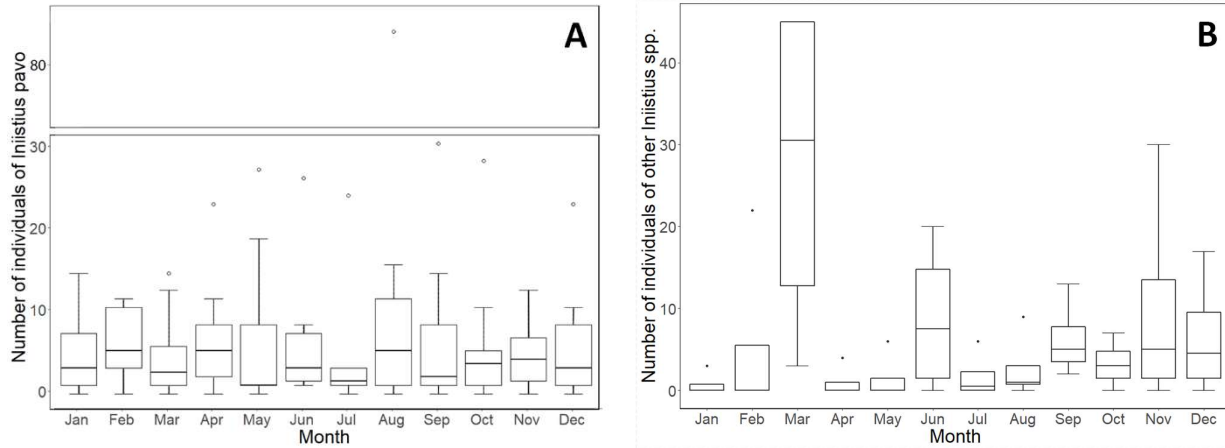 A
Number of individuals of Iniistius pavo
80
30
20
10
0
Jan Feb Mar Apr May Jun Jul Aug Sep Oct Nov Dec
Month
B
Number of individuals of other Iniistius spp.
40
30
20
10
0
Jan Feb Mar Apr May Jun Jul Aug Sep Oct Nov Dec
Month